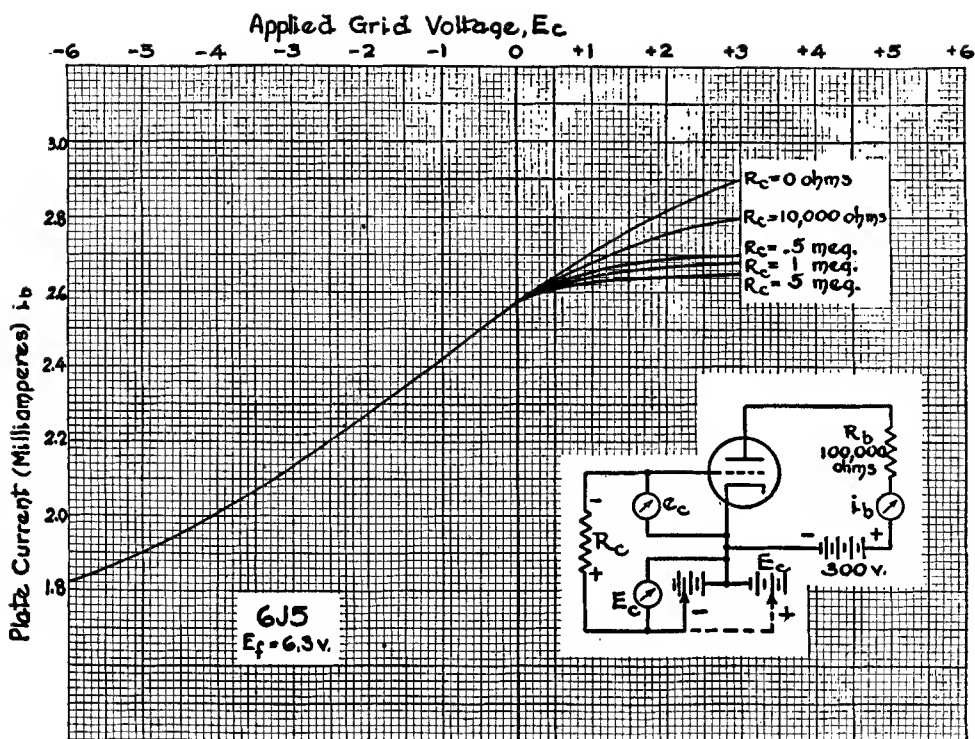 Applied Grid Voltage, Ec
-6 -5 -4 -3 -2 -1 0 +1 +2 +3 +4 +5 +6
Plate Current (Milliamperes) ib
3.0
2.8
2.6
2.4
2.2
2.0
1.8
Rc=0 ohms
Rc=10,000 ohms
Rc=.5 meg.
Rc= 1 meg.
Rc= 5 meg.
6J5
Ef=6.3v.
Rb
100,000
ohms
ib
ec
-
Rc
+
- +
300v.
Ec
Ec
-
+